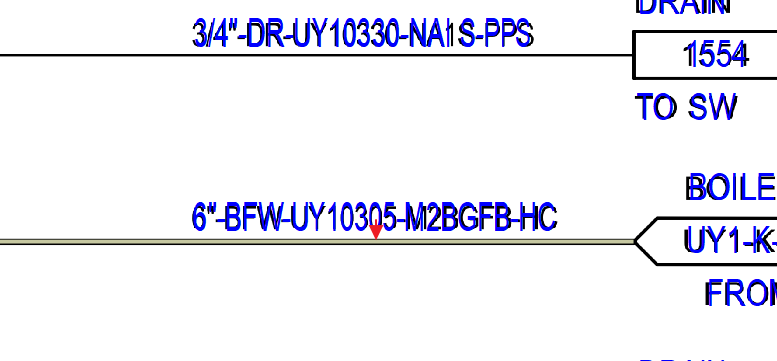 DRAIN
3/4"-DR-UY10330-NA1S-PPS
1554
TO SW
BOILE
6"-BFW-UY10305-M2BGFB-HC
UY1-K-
FROM